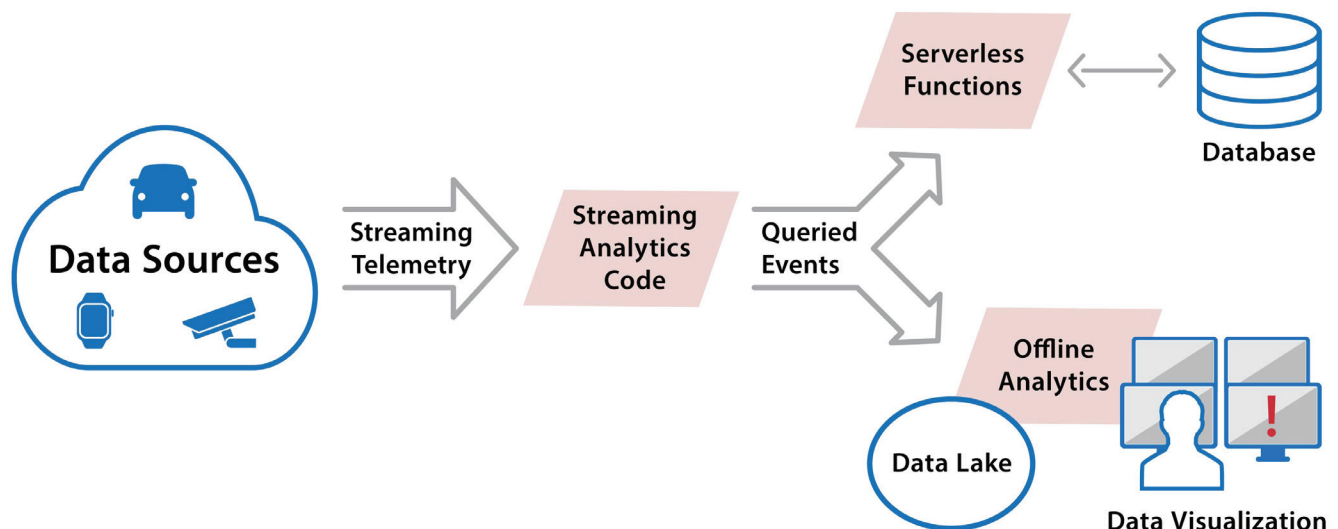 Data Sources
Streaming
Telemetry
Streaming
Analytics
Code
Queried
Events
Serverless
Functions
Database
Offline
Analytics
!
Data Lake
Data Visualization